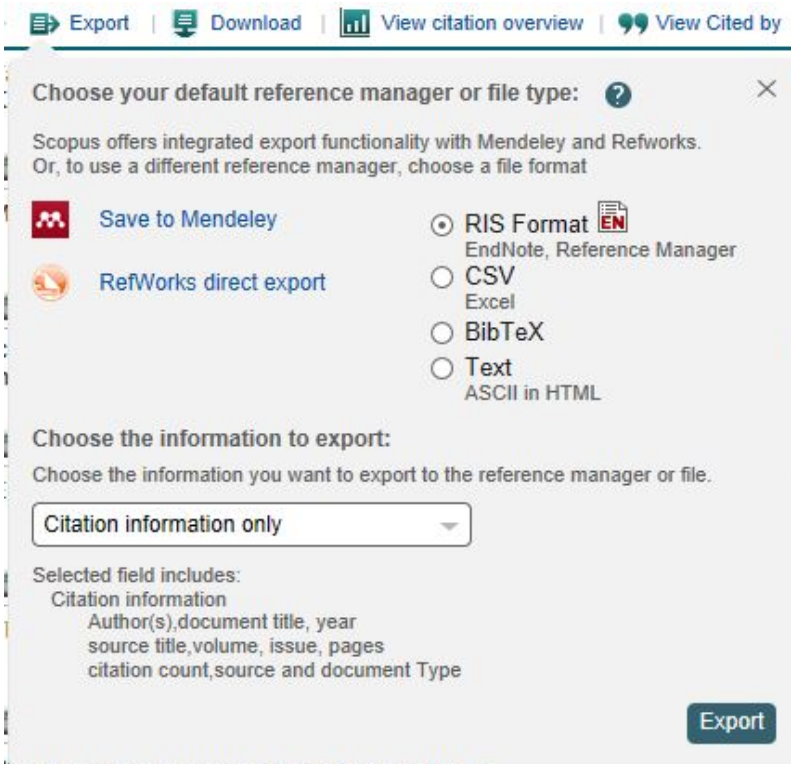 Export | Download | View citation overview | View Cited by
Choose your default reference manager or file type: ?
Scopus offers integrated export functionality with Mendeley and Refworks.
Or, to use a different reference manager, choose a file format
Save to Mendeley
RefWorks direct export
RIS Format EN
EndNote, Reference Manager
CSV
Excel
BibTeX
Text
ASCII in HTML
Choose the information to export:
Choose the information you want to export to the reference manager or file.
Citation information only
Selected field includes:
Citation information
Author(s),document title, year
source title,volume, issue, pages
citation count,source and document Type
Export